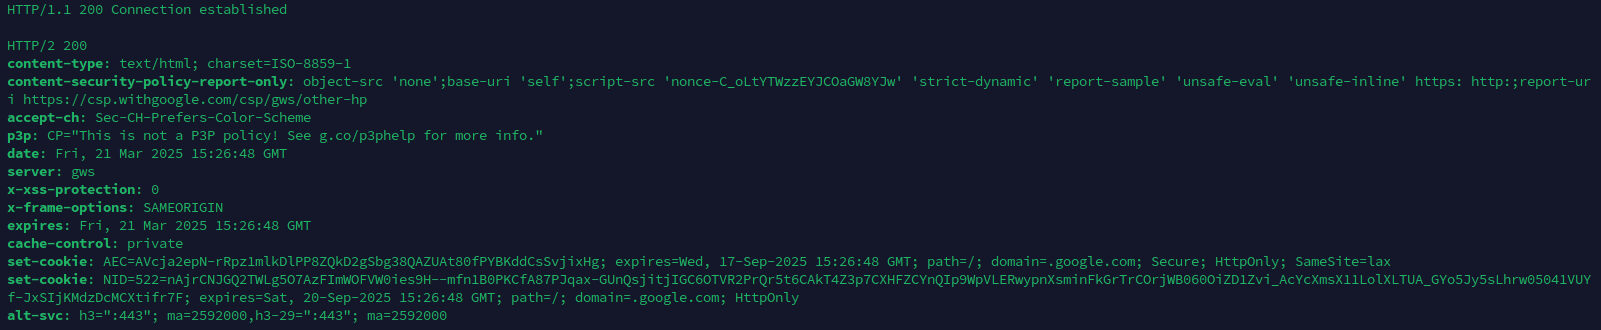 HTTP/1.1 200 Connection established

HTTP/2 200
content-type: text/html; charset=ISO-8859-1
content-security-policy-report-only: object-src 'none';base-uri 'self';script-src 'nonce-C_oLtYTWzzEYJCOaGW8YJw' 'strict-dynamic' 'report-sample' 'unsafe-eval' 'unsafe-inline' https: http:;report-ur
i https://csp.withgoogle.com/csp/gws/other-hp
accept-ch: Sec-CH-Prefers-Color-Scheme
p3p: CP="This is not a P3P policy! See g.co/p3phelp for more info."
date: Fri, 21 Mar 2025 15:26:48 GMT
server: gws
x-xss-protection: 0
x-frame-options: SAMEORIGIN
expires: Fri, 21 Mar 2025 15:26:48 GMT
cache-control: private
set-cookie: AEC=AVcja2epN-rRpz1mlkDlPP8ZQkD2gSbg38QAZUAt80fPYBKddCsSvjixHg; expires=Wed, 17-Sep-2025 15:26:48 GMT; path=/; domain=.google.com; Secure; HttpOnly; SameSite=lax
set-cookie: NID=522=nAjrCNJGQ2TWLg5O7AzFImWOFVW0ies9H--mfn1B0PKCfA87PJqax-GUnQsjitjIGC6OTVR2PrQr5t6CAkT4Z3p7CXHFZCYnQIp9WpVLERwypnXsminFkGrTrCOrjWB060OiZD1Zvi_AcYcXmsX11LolXLTUA_GYo5Jy5sLhrw05041VUY
f-JxSIjKMdzDcMCXtifr7F; expires=Sat, 20-Sep-2025 15:26:48 GMT; path=/; domain=.google.com; HttpOnly
alt-svc: h3=":443"; ma=2592000,h3-29=":443"; ma=2592000